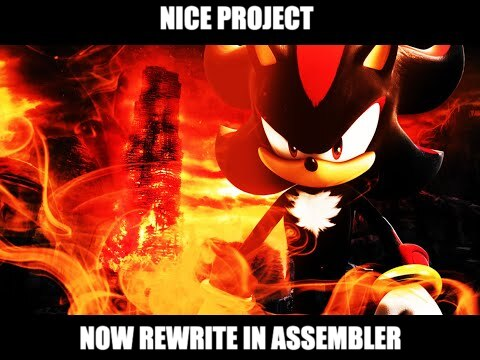 NICE PROJECT
NOW REWRITE IN ASSEMBLER